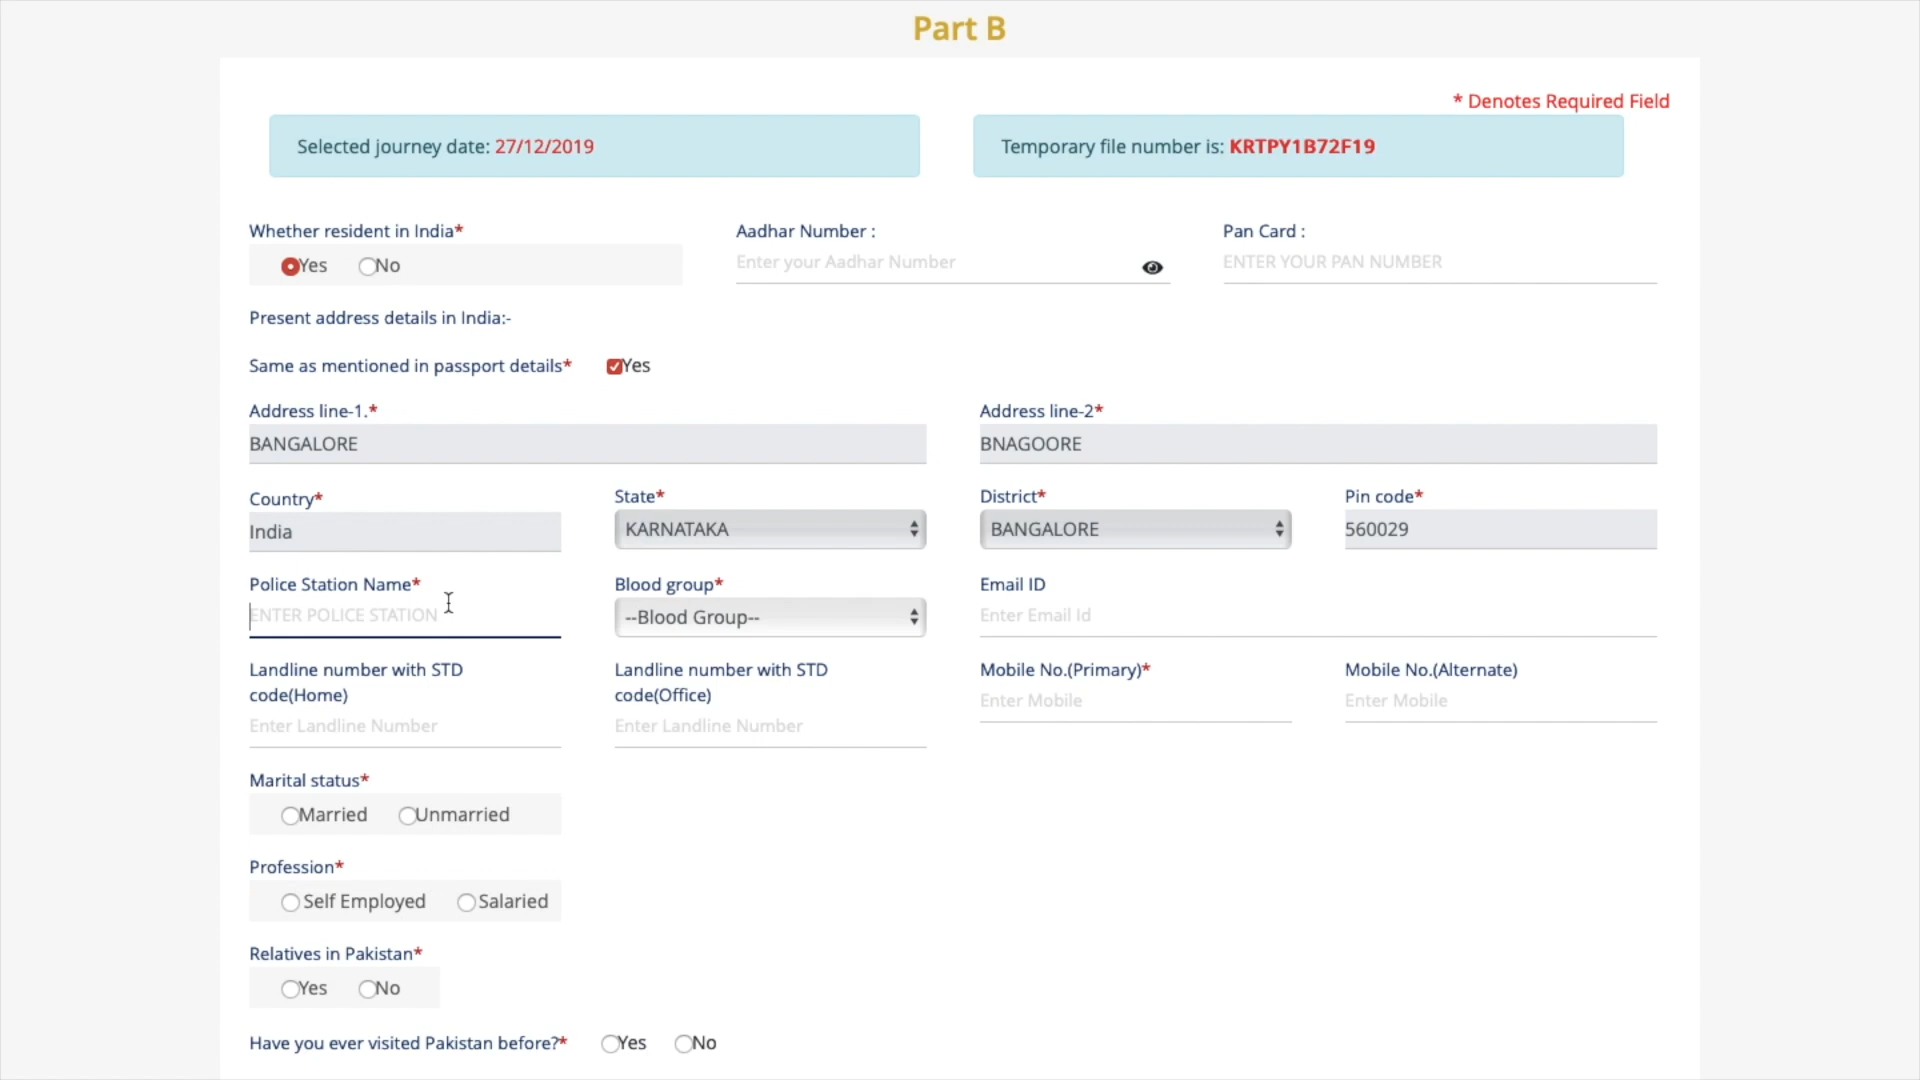 Part B
* Denotes Required Field
Selected journey date: 27/12/2019
Temporary file number is: KRTPY1B72F19
Whether resident in India*
Yes No
Aadhar Number :
Enter your Aadhar Number
Pan Card :
ENTER YOUR PAN NUMBER
Present address details in India:-
Same as mentioned in passport details* Yes
Address line-1.*
BANGALORE
Address line-2*
BNAGOORE
Country*
India
State*
KARNATAKA
District*
BANGALORE
Pin code*
560029
Police Station Name*
ENTER POLICE STATION
Blood group*
--Blood Group--
Email ID
Enter Email Id
Landline number with STD
code(Home)
Enter Landline Number
Landline number with STD
code(Office)
Enter Landline Number
Mobile No.(Primary)*
Enter Mobile
Mobile No.(Alternate)
Enter Mobile
Marital status*
Married Unmarried
Profession*
Self Employed Salaried
Relatives in Pakistan*
Yes No
Have you ever visited Pakistan before?* Yes No